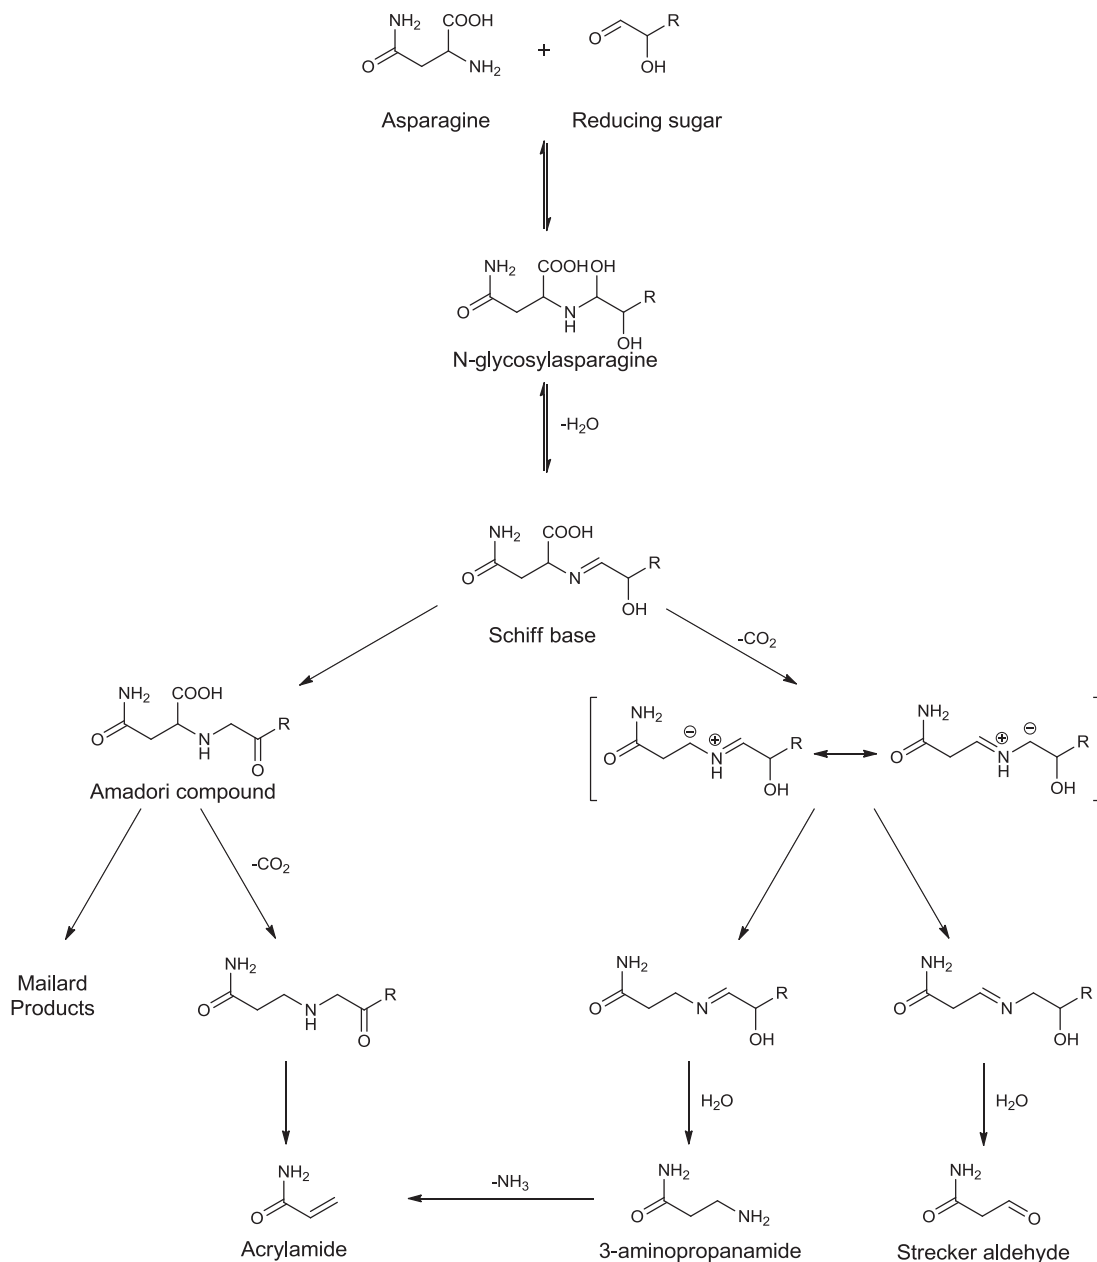 NH₂ COOH
O NH₂ + O R
OH
Asparagine Reducing sugar
NH₂ COOH OH
O N H R
OH
N-glycosylasparagine
-H₂O
NH₂ COOH
O N R
OH
Schiff base
-CO₂
NH₂ COOH
O N H O R
Amadori compound
NH₂ ⊖ ⊕ R
O N H OH
NH₂ ⊕ ⊖ R
O N H OH
-CO₂
Mailard
Products
NH₂ R
O N H O
NH₂ R
O N OH
NH₂ R
O N OH
H₂O
H₂O
NH₂
O
Acrylamide
-NH₃
NH₂
O NH₂
3-aminopropanamide
NH₂
O O
Strecker aldehyde